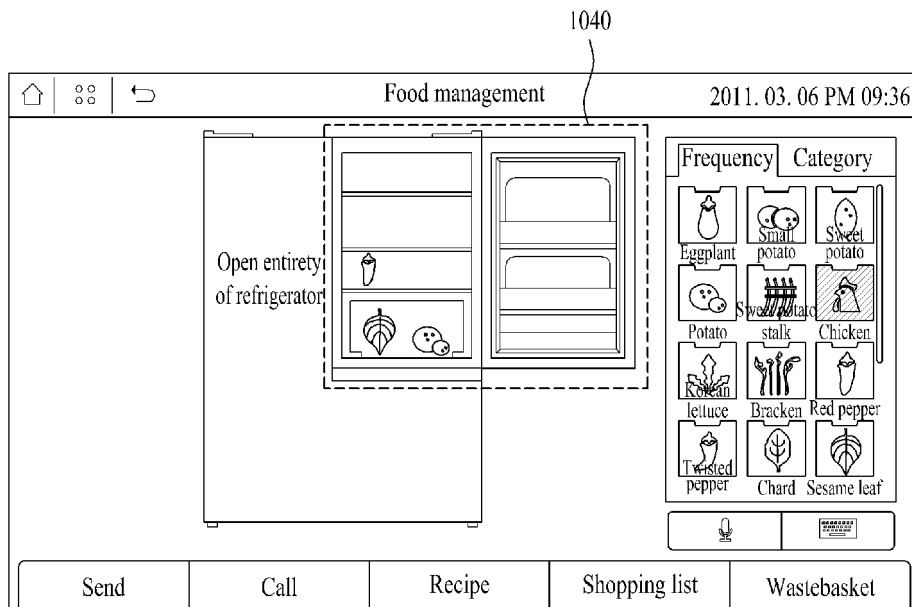 1040
Food management
2011. 03. 06 PM 09:36
Frequency Category
Eggplant
Small
potato
Sweet
potato
Open entirety
of refrigerator
Potato
Sweet potato
stalk
Chicken
Korean
lettuce
Bracken
Red pepper
Twisted
pepper
Chard
Sesame leaf
Send
Call
Recipe
Shopping list
Wastebasket